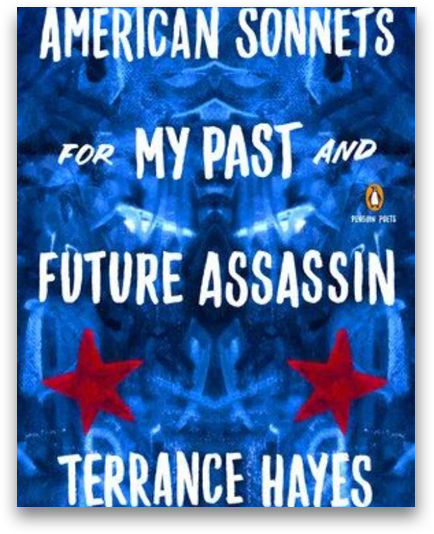 AMERICAN SONNETS
FOR MY PAST AND
PENGUIN POETS
FUTURE ASSASSIN
TERRANCE HAYES